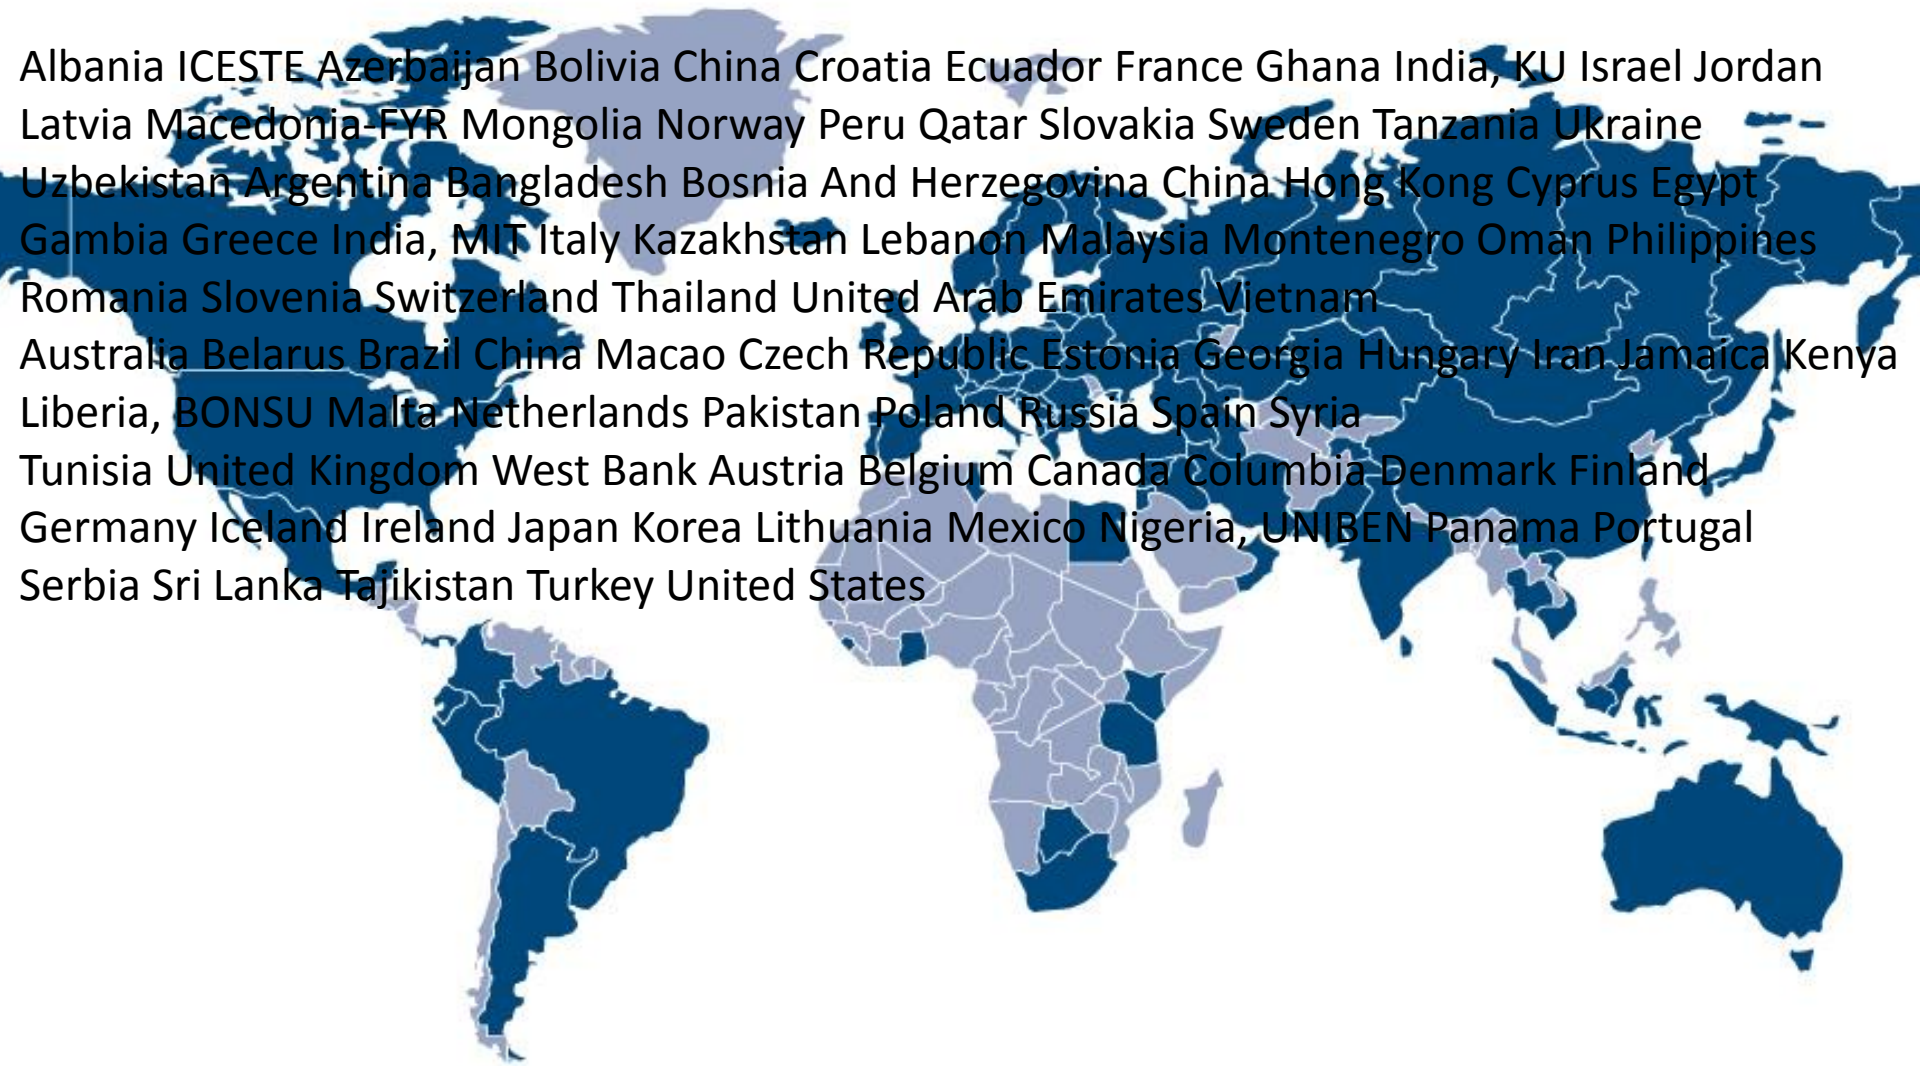 Albania ICESTE Azerbaijan Bolivia China Croatia Ecuador France Ghana India, KU Israel Jordan
Latvia Macedonia-FYR Mongolia Norway Peru Qatar Slovakia Sweden Tanzania Ukraine
Uzbekistan Argentina Bangladesh Bosnia And Herzegovina China Hong Kong Cyprus Egypt
Gambia Greece India, MIT Italy Kazakhstan Lebanon Malaysia Montenegro Oman Philippines
Romania Slovenia Switzerland Thailand United Arab Emirates Vietnam
Australia Belarus Brazil China Macao Czech Republic Estonia Georgia Hungary Iran Jamaica Kenya
Liberia, BONSU Malta Netherlands Pakistan Poland Russia Spain Syria
Tunisia United Kingdom West Bank Austria Belgium Canada Columbia Denmark Finland
Germany Iceland Ireland Japan Korea Lithuania Mexico Nigeria, UNIBEN Panama Portugal
Serbia Sri Lanka Tajikistan Turkey United States